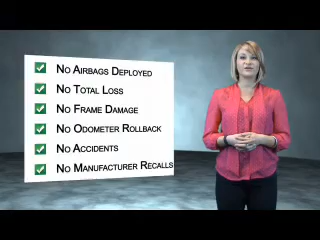 No Airbags Deployed
No Total Loss
No Frame Damage
No Odometer Rollback
No Accidents
No Manufacturer Recalls